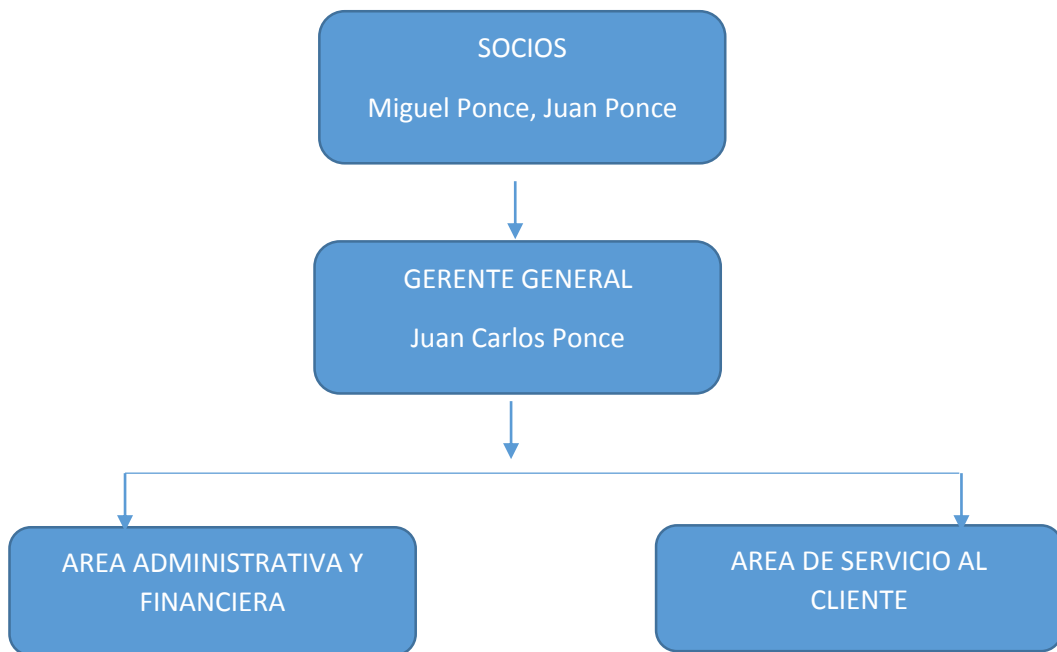 SOCIOS
Miguel Ponce, Juan Ponce
GERENTE GENERAL
Juan Carlos Ponce
AREA ADMINISTRATIVA Y
FINANCIERA
AREA DE SERVICIO AL
CLIENTE